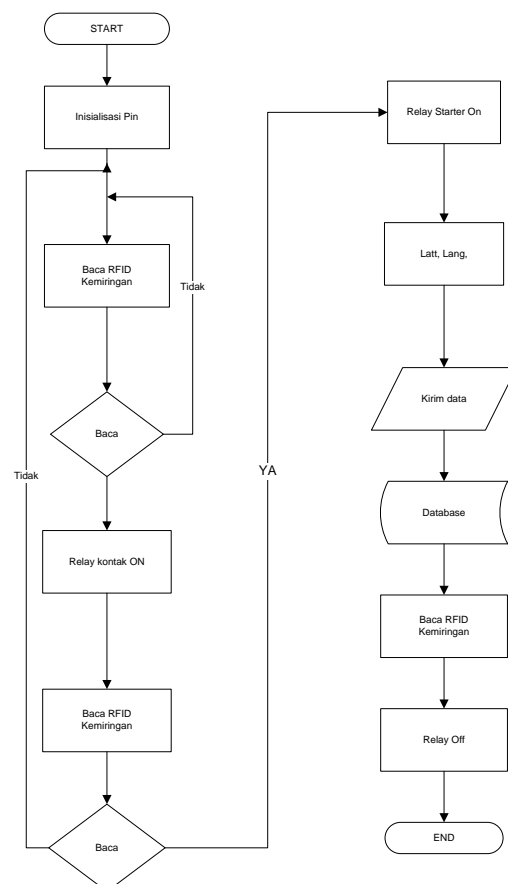 START
Inisialisasi Pin
Baca RFID
Kemiringan
Tidak
Baca
Tidak
Relay kontak ON
Baca RFID
Kemiringan
Baca
YA
Relay Starter On
Latt, Lang,
Kirim data
Database
Baca RFID
Kemiringan
Relay Off
END